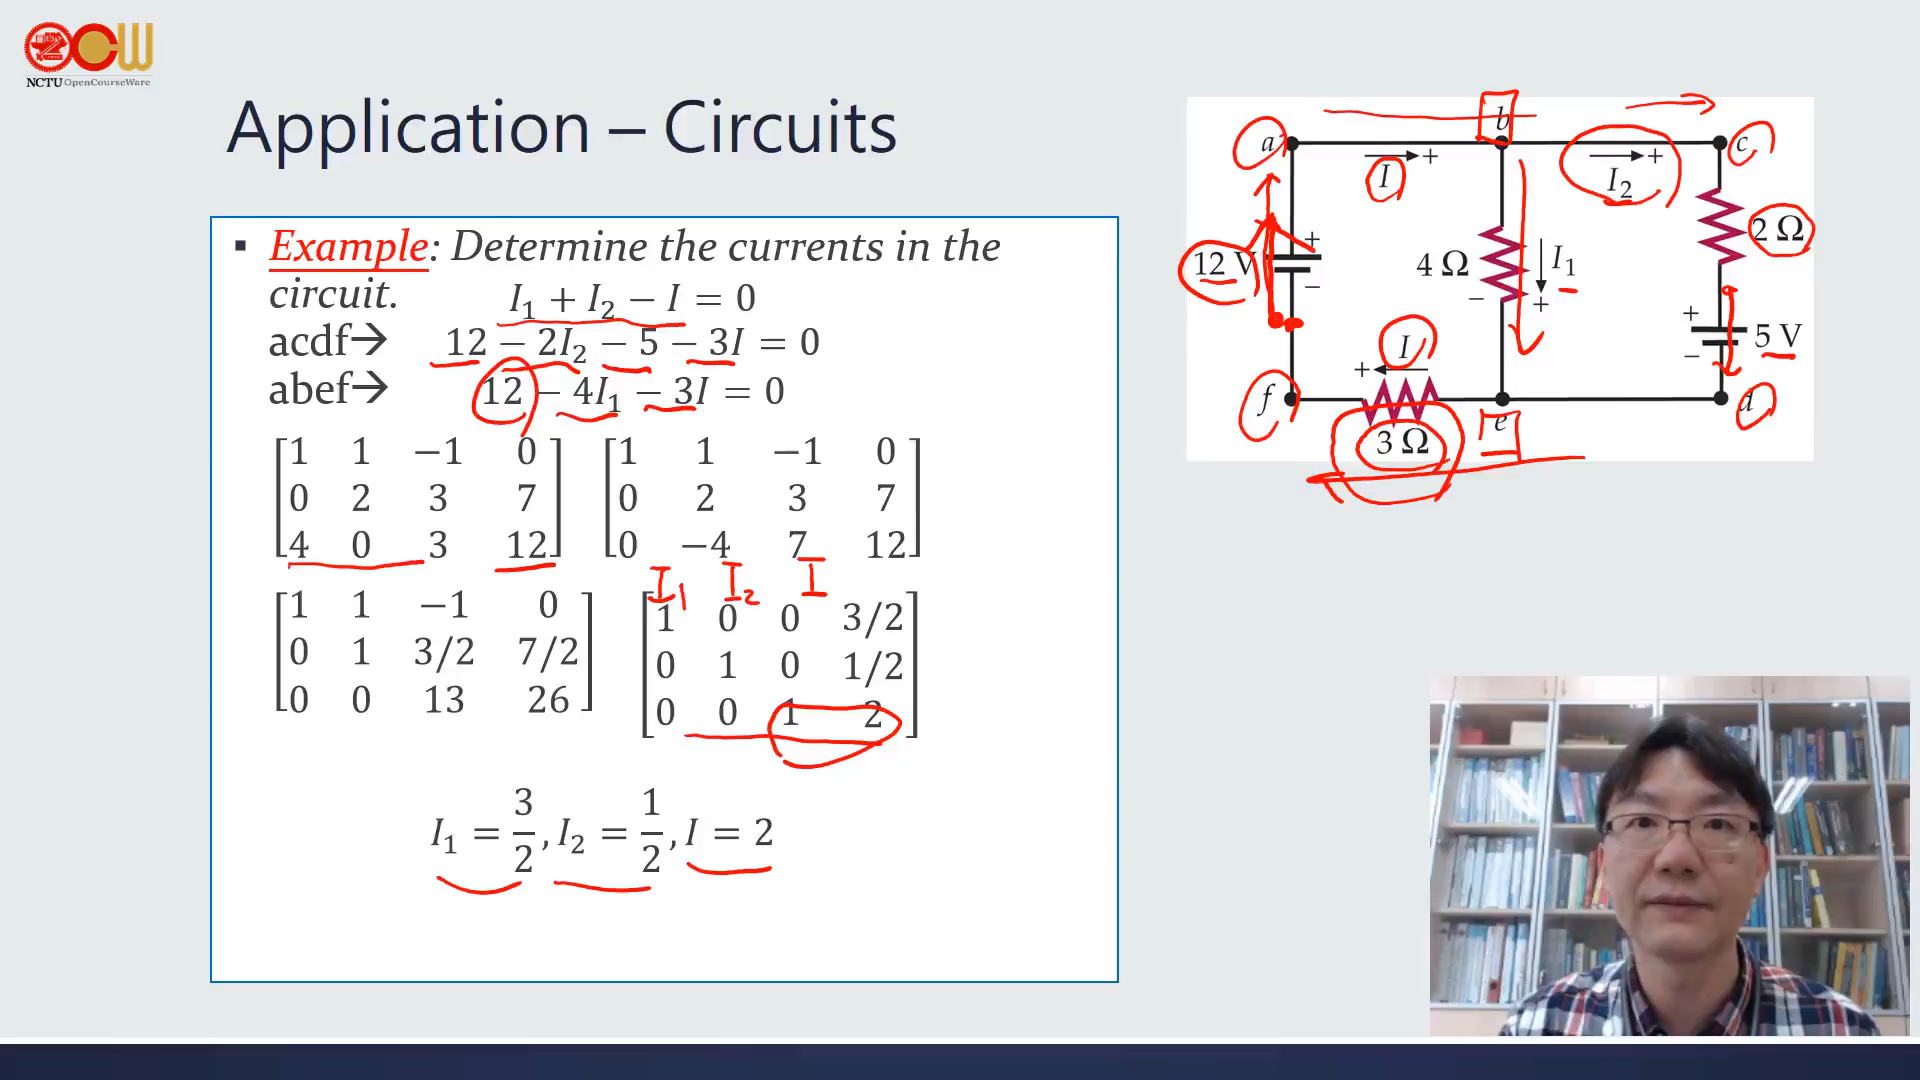 NCTU OpenCourseWare
Application – Circuits
▪ Example: Determine the currents in the
circuit. I₁ + I₂ − I = 0
acdf→ 12 − 2I₂ − 5 − 3I = 0
abef→ 12 − 4I₁ − 3I = 0
1 1 −1 0
0 2 3 7
4 0 3 12
1 1 −1 0
0 2 3 7
0 −4 7 12
1 1 −1 0
0 1 3/2 7/2
0 0 13 26
I₁ I₂ I
1 0 0 3/2
0 1 0 1/2
0 0 1 2
I₁ = 3/2, I₂ = 1/2, I = 2
a
b
c
I +
I₂ +
12 V
+
−
4 Ω
−
I₁
+
2 Ω
+
−
5 V
f
+ I
3 Ω
e
d